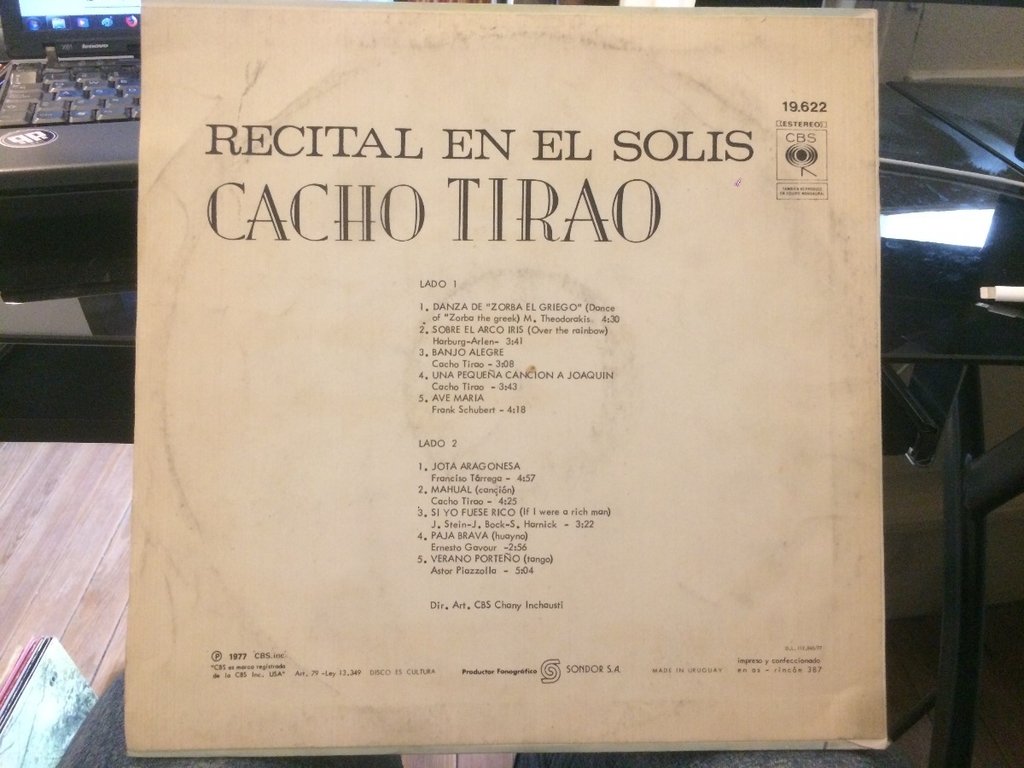 lenovo
19.622
ESTEREO
CBS
RECITAL EN EL SOLIS
CACHO TIRAO
LADO 1
1. DANZA DE "ZORBA EL GRIEGO" (Dance
of "Zorba the greek) M. Theodorakis 4:30
2. SOBRE EL ARCO IRIS (Over the rainbow)
Harburg-Arlen- 3:41
3. BANJO ALEGRE
Cacho Tirao - 3:08
4. UNA PEQUEÑA CANCION A JOAQUIN
Cacho Tirao - 3:43
5. AVE MARIA
Frank Schubert - 4:18
LADO 2
1. JOTA ARAGONESA
Franciso Tárrega - 4:57
2. MAHUAL (canción)
Cacho Tirao - 4:25
3. SI YO FUESE RICO (If I were a rich man)
J. Stein-J. Bock-S. Harnick - 3:22
4. PAJA BRAVA (huayno)
Ernesto Gavour -2:56
5. VERANO PORTEÑO (tango)
Astor Piazzolla - 5:04
Dir. Art. CBS Chany Inchausti
Ⓟ 1977 CBS.inc.
"CBS es marca registrada
de la CBS Inc. USA"
Art. 79 -Ley 13.349 DISCO ES CULTURA
Productor Fonográfico SONDOR S.A.
MADE IN URUGUAY
impreso y confeccionado
en as - rincón 387